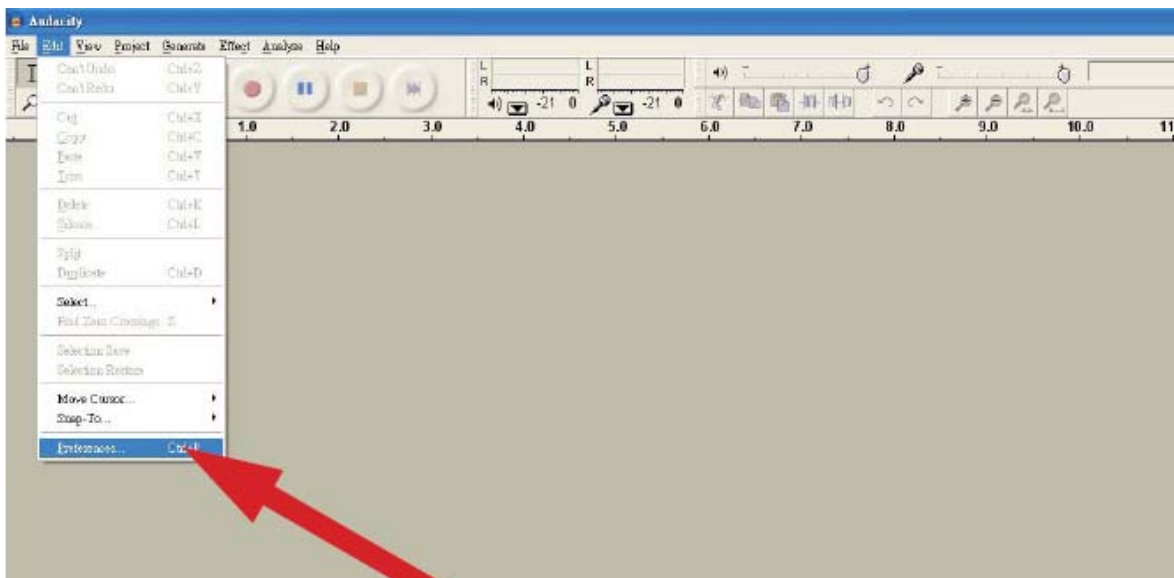 Audacity
File Edit View Project Generate Effect Analyze Help
Can't Undo Ctrl+Z
Can't Redo Ctrl+Y
Cut Ctrl+X
Copy Ctrl+C
Paste Ctrl+V
Trim Ctrl+T
Delete Ctrl+K
Silence Ctrl+L
Split
Duplicate Ctrl+D
Select...
Find Zero Crossings Z
Selection Save
Selection Restore
Move Cursor...
Snap-To...
Preferences... Ctrl+P
L
R
-21 0
L
R
-21 0
1.0 2.0 3.0 4.0 5.0 6.0 7.0 8.0 9.0 10.0 11